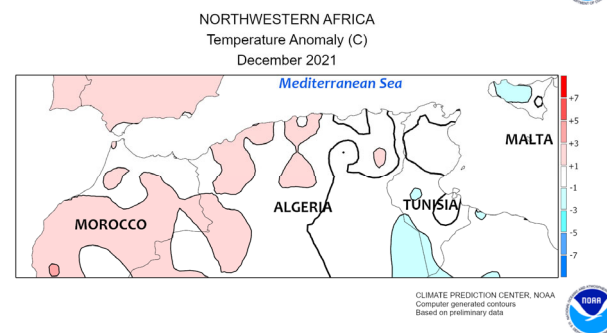 NORTHWESTERN AFRICA
Temperature Anomaly (C)
December 2021
Mediterranean Sea
MALTA
MOROCCO
ALGERIA
TUNISIA
+7
+5
+3
+1
-1
-3
-5
-7
CLIMATE PREDICTION CENTER, NOAA
Computer generated contours
Based on preliminary data
NOAA